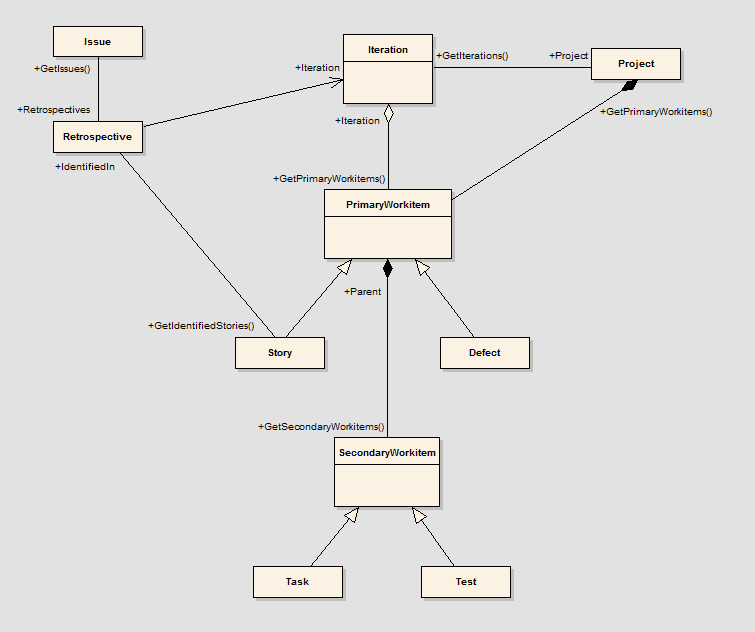 Issue
+GetIssues()
+Retrospectives
Retrospective
+IdentifiedIn
+Iteration
Iteration
+GetIterations()
+Project
Project
+GetPrimaryWorkitems()
+Iteration
+GetPrimaryWorkitems()
PrimaryWorkitem
+Parent
+GetIdentifiedStories()
Story
Defect
+GetSecondaryWorkitems()
SecondaryWorkitem
Task
Test